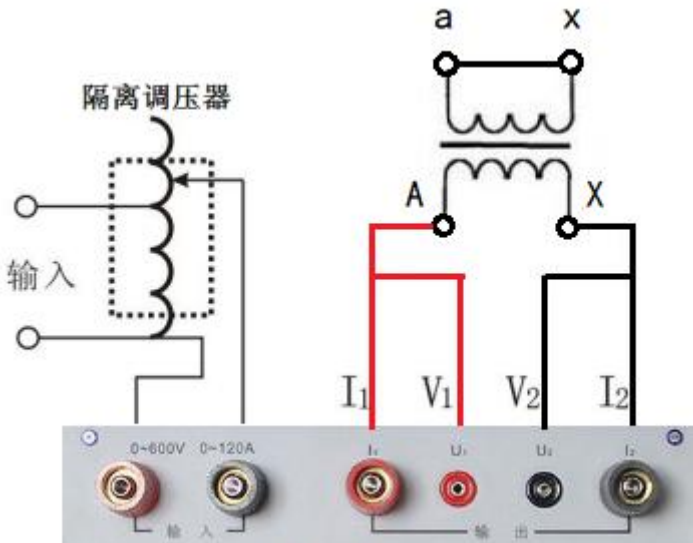 a x
隔离调压器
A X
输入
I₁ V₁ V₂ I₂
0~600V 0~120A I₁ U₁ U₂ I₂
输 入 输 出